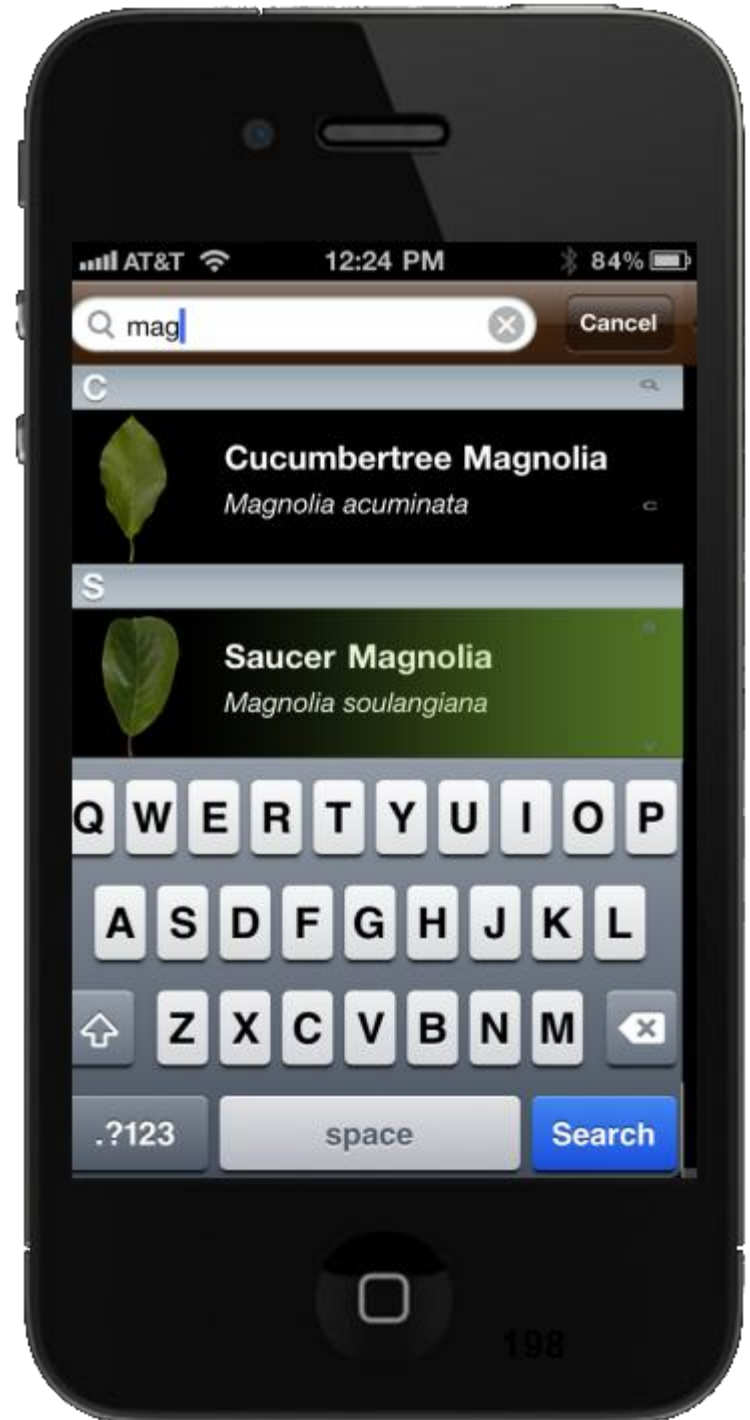 AT&T 12:24 PM 84%
mag Cancel
C
Cucumbertree Magnolia
Magnolia acuminata
C
S
Saucer Magnolia
Magnolia soulangiana
Q W E R T Y U I O P
A S D F G H J K L
Z X C V B N M
.?123 space Search
198